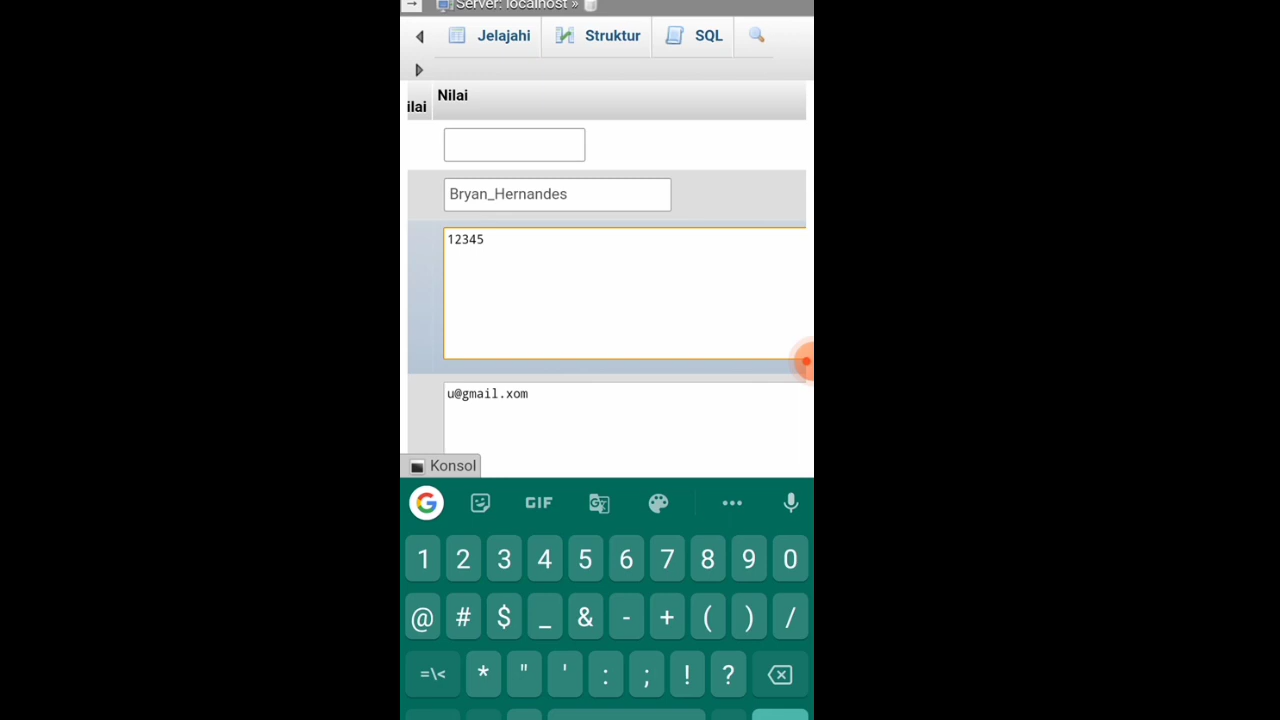 Server: localhost »
Jelajahi Struktur SQL
ilai Nilai
Bryan_Hernandes
12345
u@gmail.xom
Konsol
G GIF G
1 2 3 4 5 6 7 8 9 0
@ # $ _ & - + ( ) /
=\< * " ' : ; ! ?